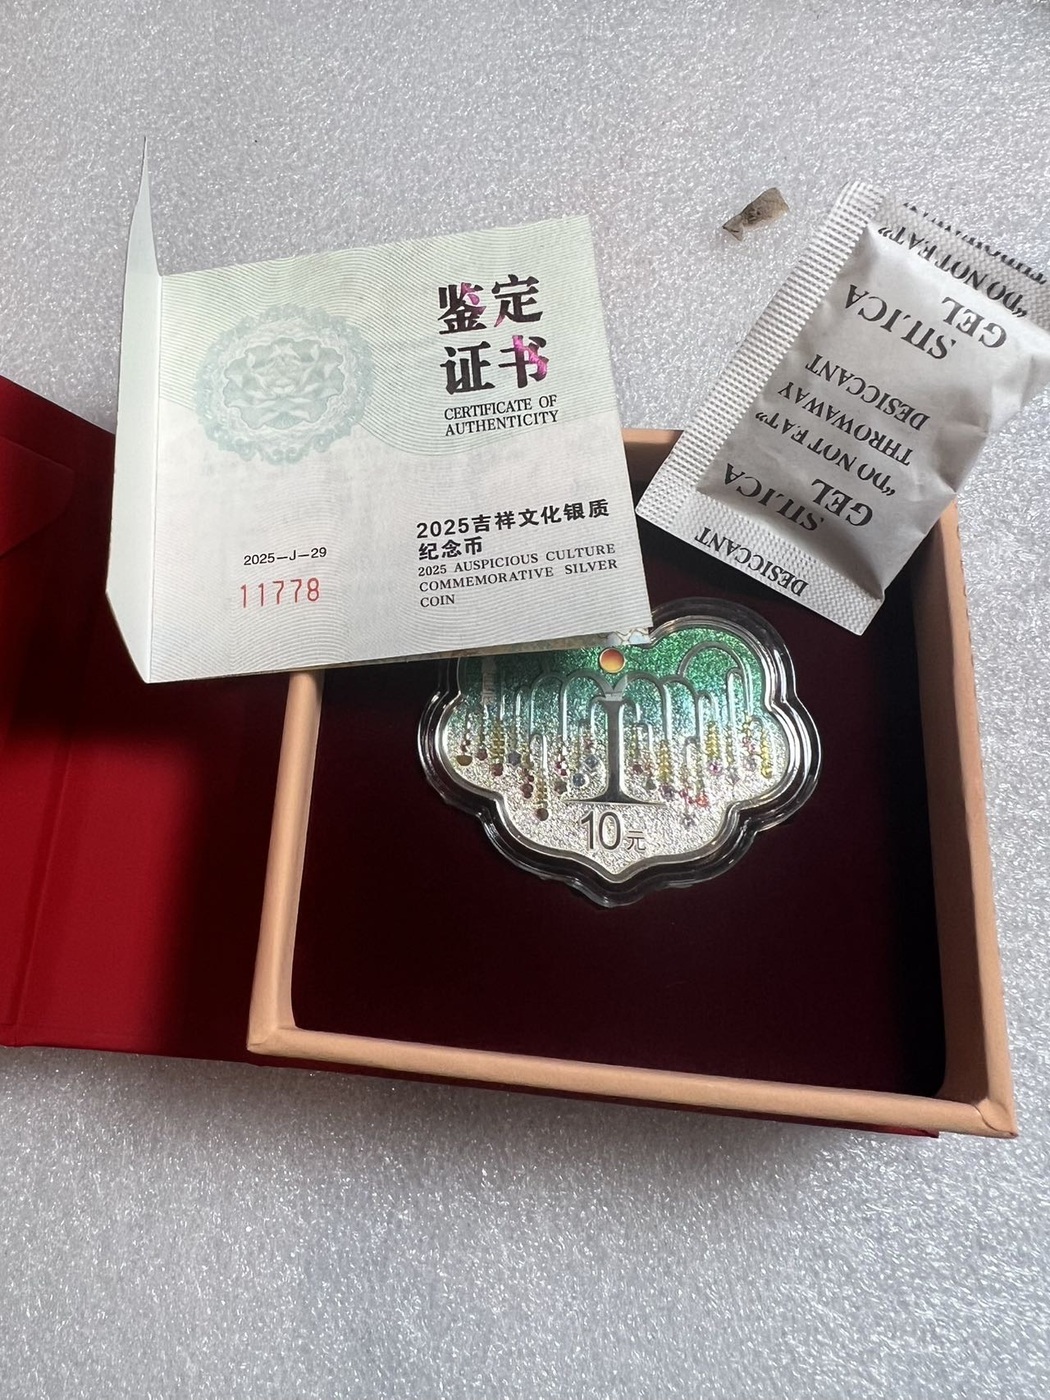 鉴定
证书
CERTIFICATE OF
AUTHENTICITY
2025吉祥文化银质
纪念币
2025 AUSPICIOUS CULTURE
COMMEMORATIVE SILVER
COIN
2025—J—29
11778
THROWAWAY
"DO NOT EAT"
GEL
SILICA
DESICCANT
THROWAWAY
"DO NOT EAT"
GEL
SILICA
DESICCANT
10元